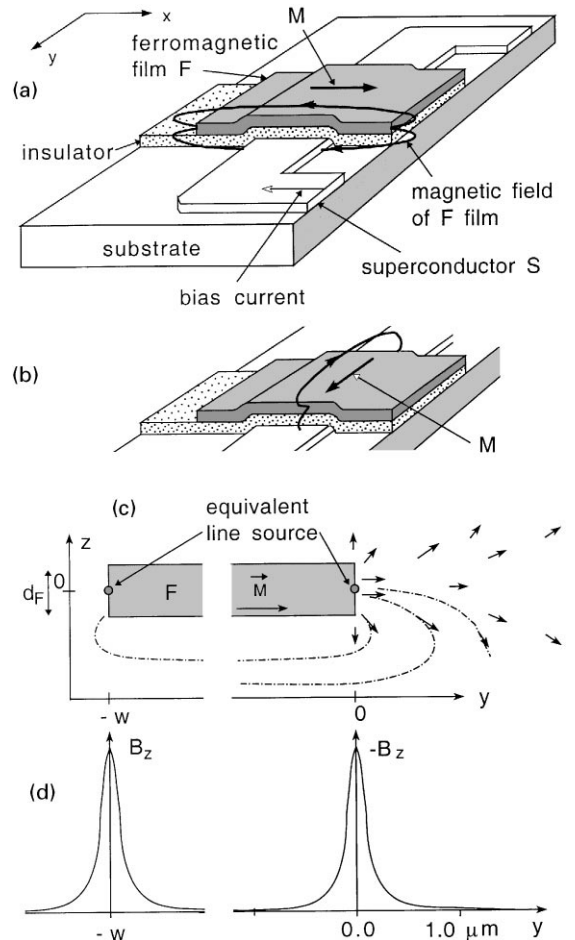 x
y
M
ferromagnetic
film F
(a)
insulator
magnetic field
of F film
substrate
superconductor S
bias current
(b)
M
(c)
equivalent
line source
z
d_F
0
F
M
- w
0
y
B_z
-B_z
(d)
- w
0.0
1.0 μm
y